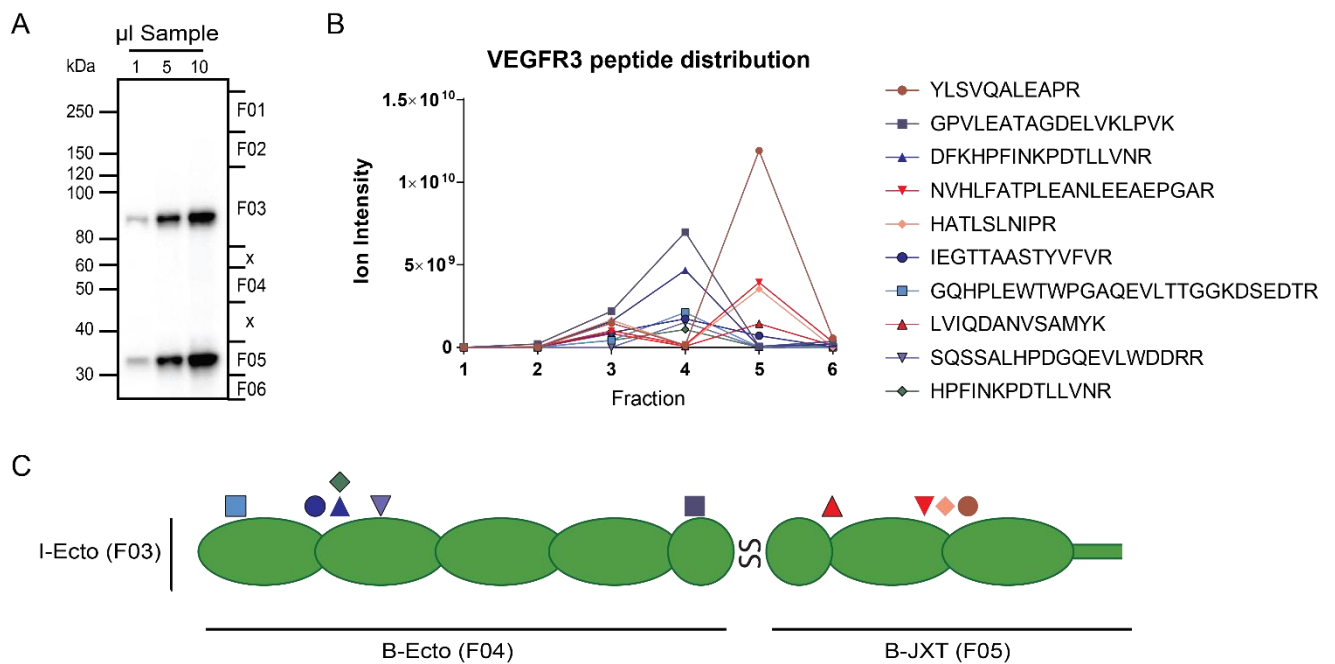 A
µl Sample
kDa
1 5 10
250
150
120
100
80
60
50
40
30
F01
F02
F03
x
F04
x
F05
F06
B
VEGFR3 peptide distribution
Ion Intensity
1.5×10¹⁰
1×10¹⁰
5×10⁹
0
1 2 3 4 5 6
Fraction
YLSVQALEAPR
GPVLEATAGDELVKLPVK
DFKHPFINKPDTLLVNR
NVHLFATPLEANLEEAEPGAR
HATLSLNIPR
IEGTTAASTYVFVR
GQHPLEWTWPGAQEVLTTGGKDSEDTR
LVIQDANVSAMYK
SQSSALHPDGQEVLWDDRR
HPFINKPDTLLVNR
C
I-Ecto (F03)
SS
B-Ecto (F04)
B-JXT (F05)